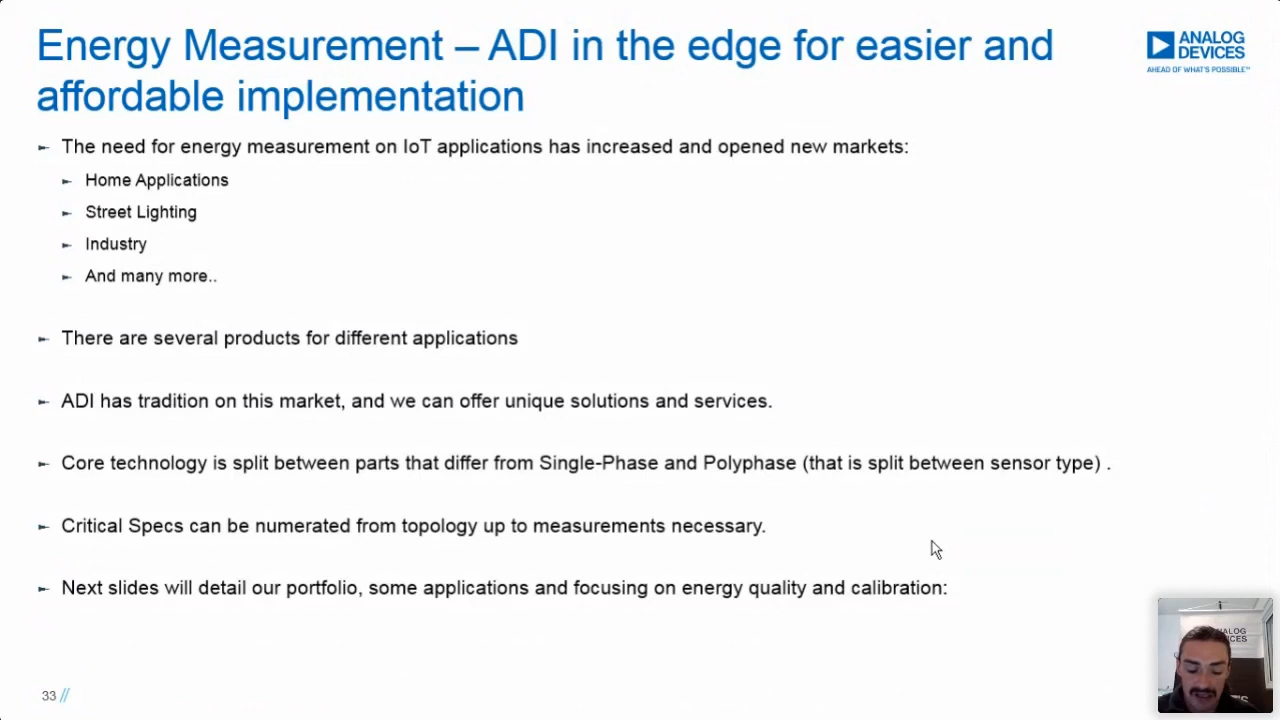 Energy Measurement – ADI in the edge for easier and
affordable implementation
ANALOG
DEVICES
AHEAD OF WHAT'S POSSIBLE™
The need for energy measurement on IoT applications has increased and opened new markets:
Home Applications
Street Lighting
Industry
And many more..
There are several products for different applications
ADI has tradition on this market, and we can offer unique solutions and services.
Core technology is split between parts that differ from Single-Phase and Polyphase (that is split between sensor type) .
Critical Specs can be numerated from topology up to measurements necessary.
Next slides will detail our portfolio, some applications and focusing on energy quality and calibration:
33 //